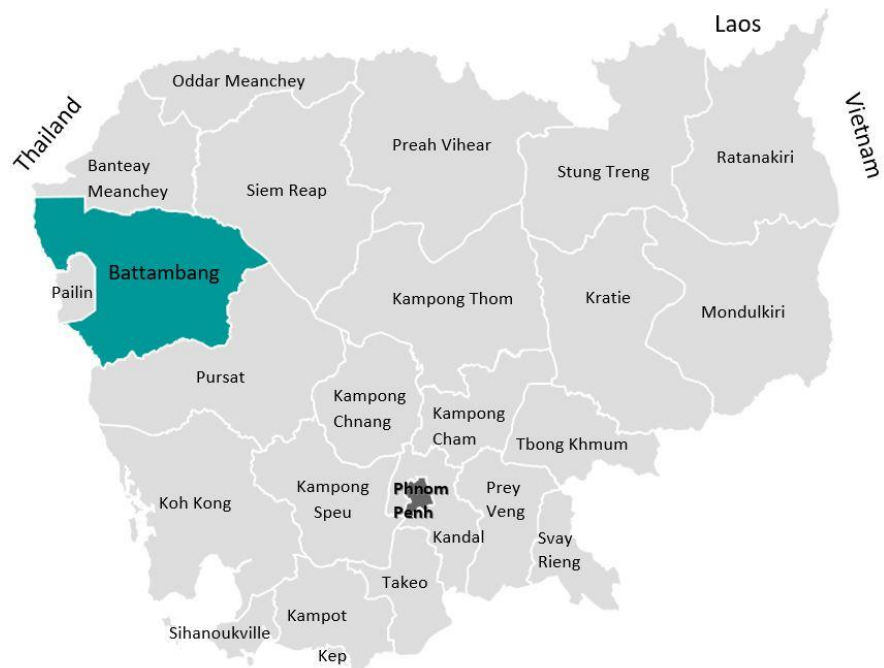 Laos
Thailand
Vietnam
Oddar Meanchey
Preah Vihear
Banteay
Meanchey
Siem Reap
Stung Treng
Ratanakiri
Battambang
Pailin
Kampong Thom
Kratie
Mondulkiri
Pursat
Kampong
Chnang
Kampong
Cham
Tbong Khmum
Koh Kong
Kampong
Speu
Phnom
Penh
Prey
Veng
Kandal
Svay
Rieng
Takeo
Kampot
Sihanoukville
Kep